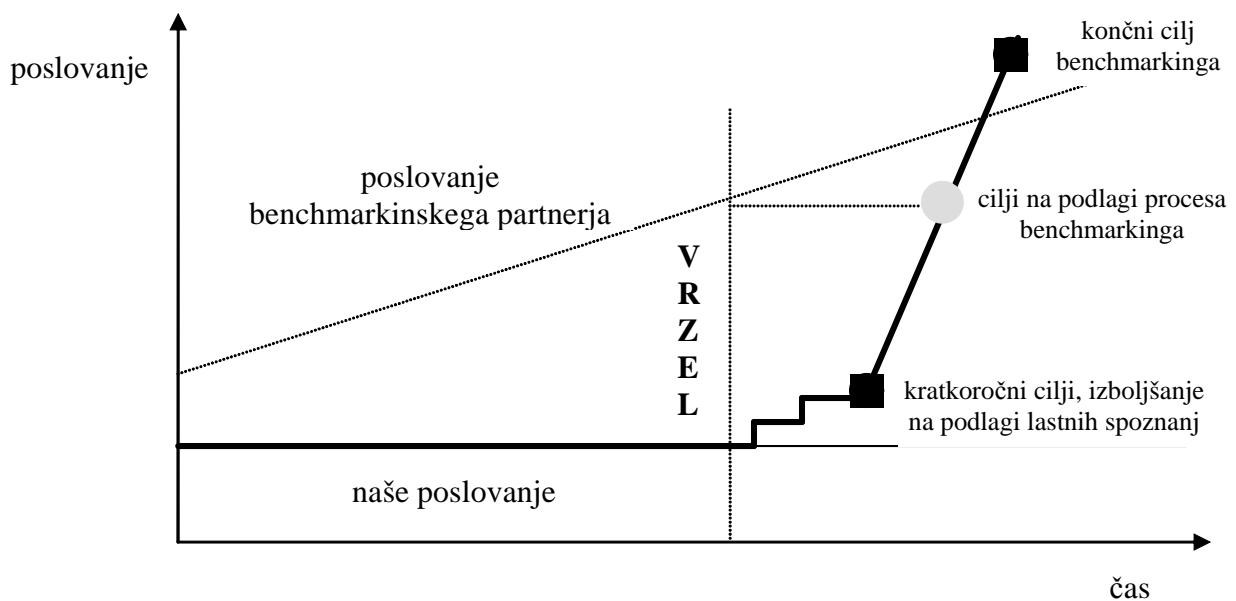 končni cilj
benchmarkinga
poslovanje
poslovanje
benchmarkinskega partnerja
cilji na podlagi procesa
benchmarkinga
V
R
Z
E
L
kratkoročni cilji, izboljšanje
na podlagi lastnih spoznanj
naše poslovanje
čas